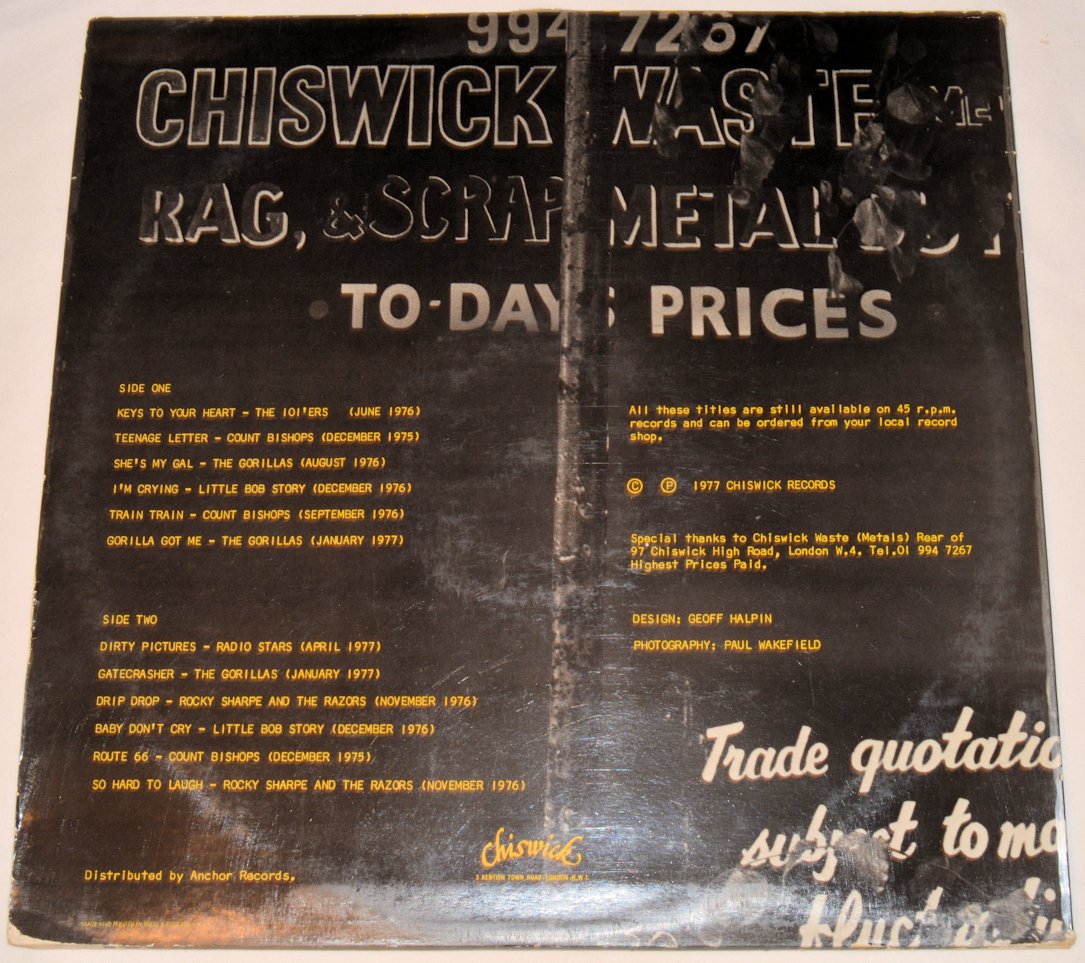 994 7267
CHISWICK WASTE
RAG, & SCRAP METAL
TO-DAYS PRICES
SIDE ONE
KEYS TO YOUR HEART - THE 101'ERS (JUNE 1976)
TEENAGE LETTER - COUNT BISHOPS (DECEMBER 1975)
SHE'S MY GAL - THE GORILLAS (AUGUST 1976)
I'M CRYING - LITTLE BOB STORY (DECEMBER 1976)
TRAIN TRAIN - COUNT BISHOPS (SEPTEMBER 1976)
GORILLA GOT ME - THE GORILLAS (JANUARY 1977)
SIDE TWO
DIRTY PICTURES - RADIO STARS (APRIL 1977)
GATECRASHER - THE GORILLAS (JANUARY 1977)
DRIP DROP - ROCKY SHARPE AND THE RAZORS (NOVEMBER 1976)
BABY DON'T CRY - LITTLE BOB STORY (DECEMBER 1976)
ROUTE 66 - COUNT BISHOPS (DECEMBER 1975)
SO HARD TO LAUGH - ROCKY SHARPE AND THE RAZORS (NOVEMBER 1976)
Distributed by Anchor Records.
All these titles are still available on 45 r.p.m.
records and can be ordered from your local record
shop.
© ℗ 1977 CHISWICK RECORDS
Special thanks to Chiswick Waste (Metals) Rear of
97 Chiswick High Road, London W.4. Tel.01 994 7267
Highest Prices Paid.
DESIGN: GEOFF HALPIN
PHOTOGRAPHY: PAUL WAKEFIELD
Trade quotatio
subject to ma
chiswick
3 KENTISH TOWN ROAD LONDON N.W.1.